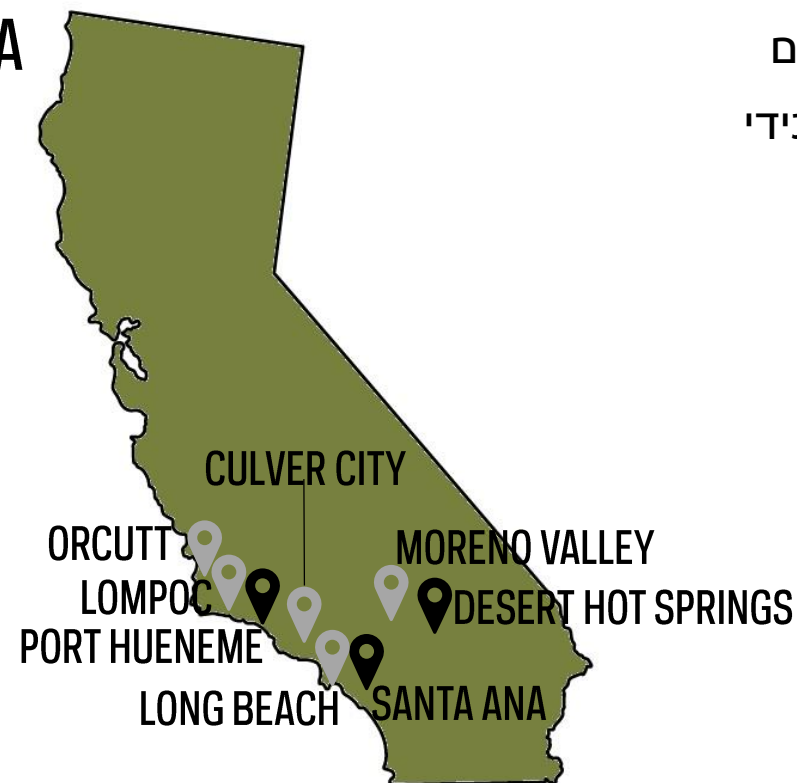 A
ם
CULVER CITY
ORCUTT
MORENO VALLEY
LOMPOC
DESERT HOT SPRINGS
PORT HUENEME
LONG BEACH
SANTA ANA